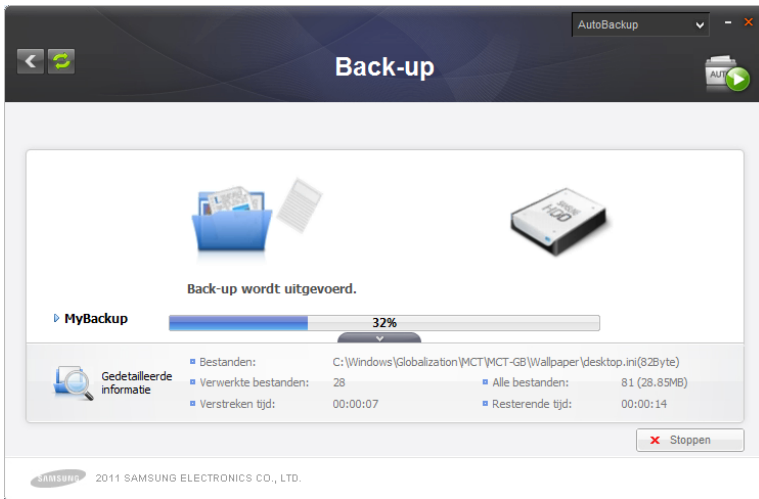 AutoBackup
Back-up
AUTO
SAMSUNG
HDD
Back-up wordt uitgevoerd.
MyBackup
32%
Gedetailleerde informatie
Bestanden: C:\Windows\Globalization\MCT\MCT-GB\Wallpaper\desktop.ini(82Byte)
Verwerkte bestanden: 28 Alle bestanden: 81 (28.85MB)
Verstreken tijd: 00:00:07 Resterende tijd: 00:00:14
Stoppen
SAMSUNG 2011 SAMSUNG ELECTRONICS CO., LTD.